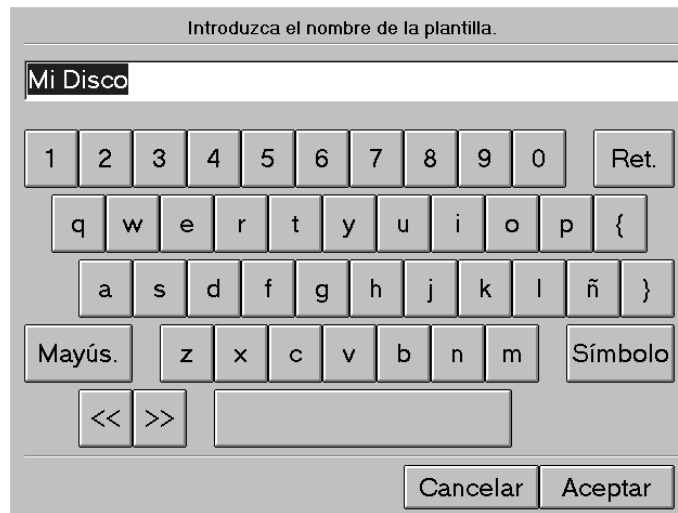 Introduzca el nombre de la plantilla.
Mi Disco
1 2 3 4 5 6 7 8 9 0 Ret.
q w e r t y u i o p {
a s d f g h j k l ñ }
Mayús. z x c v b n m Símbolo
<< >>
Cancelar Aceptar